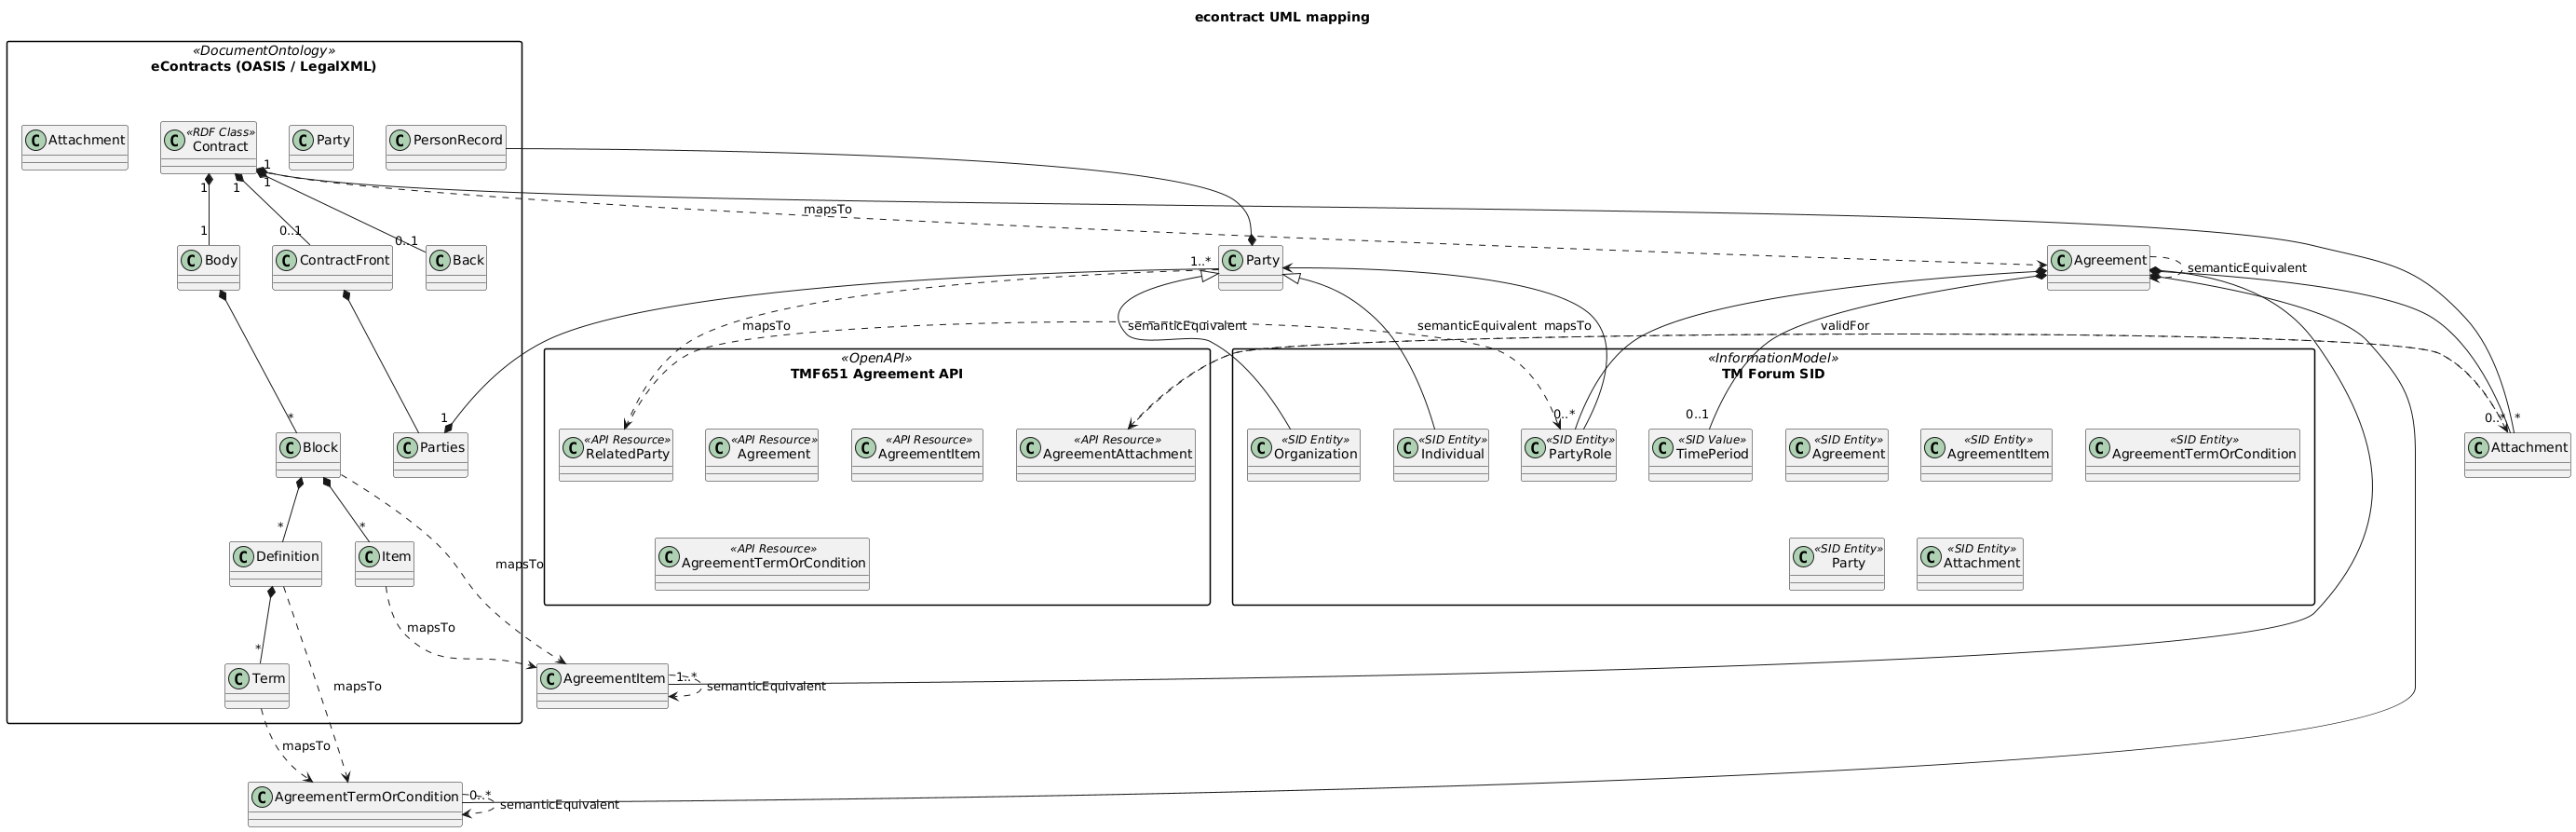 econtract UML mapping
«DocumentOntology»
eContracts (OASIS / LegalXML)
C Attachment
C «RDF Class»
Contract
C Party
C PersonRecord
1
1
1
1
mapsTo
1
0..1
0..1
C Body
C ContractFront
C Back
1..*
C Party
C Agreement
semanticEquivalent
mapsTo
semanticEquivalent
semanticEquivalent
mapsTo
validFor
«OpenAPI»
TMF651 Agreement API
«InformationModel»
TM Forum SID
*
1
0..*
0..1
0..*
*
C Block
C Parties
C «API Resource»
RelatedParty
C «API Resource»
Agreement
C «API Resource»
AgreementItem
C «API Resource»
AgreementAttachment
C «SID Entity»
Organization
C «SID Entity»
Individual
C «SID Entity»
PartyRole
C «SID Value»
TimePeriod
C «SID Entity»
Agreement
C «SID Entity»
AgreementItem
C «SID Entity»
AgreementTermOrCondition
C Attachment
*
*
C Definition
C Item
mapsTo
C «API Resource»
AgreementTermOrCondition
C «SID Entity»
Party
C «SID Entity»
Attachment
mapsTo
*
C Term
mapsTo
C AgreementItem
1..*
semanticEquivalent
mapsTo
C AgreementTermOrCondition
0..*
semanticEquivalent